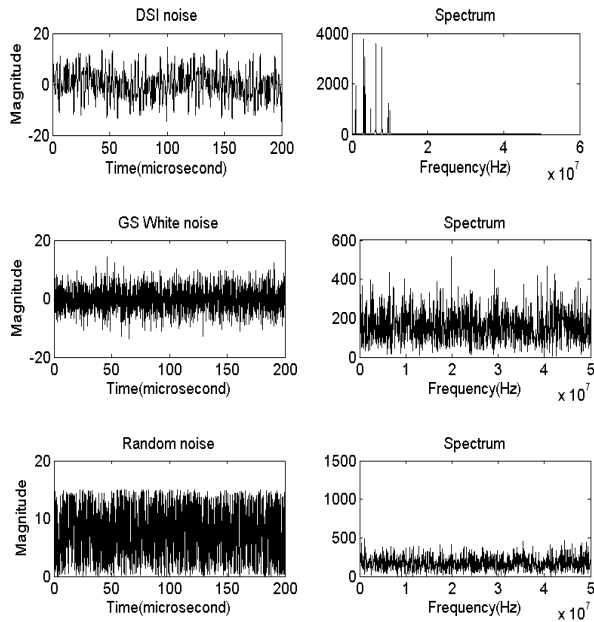 DSI noise
20
0
-20
0 50 100 150 200
Magnitude
Time(microsecond)
Spectrum
4000
3000
2000
1000
0
0 2 4 6
Frequency(Hz)
x 10^7
GS White noise
20
0
-20
0 50 100 150 200
Magnitude
Time(microsecond)
Spectrum
600
400
200
0
0 1 2 3 4 5
Frequency(Hz)
x 10^7
Random noise
20
10
0
0 50 100 150 200
Magnitude
Time(microsecond)
Spectrum
1500
1000
500
0
0 1 2 3 4 5
Frequency(Hz)
x 10^7